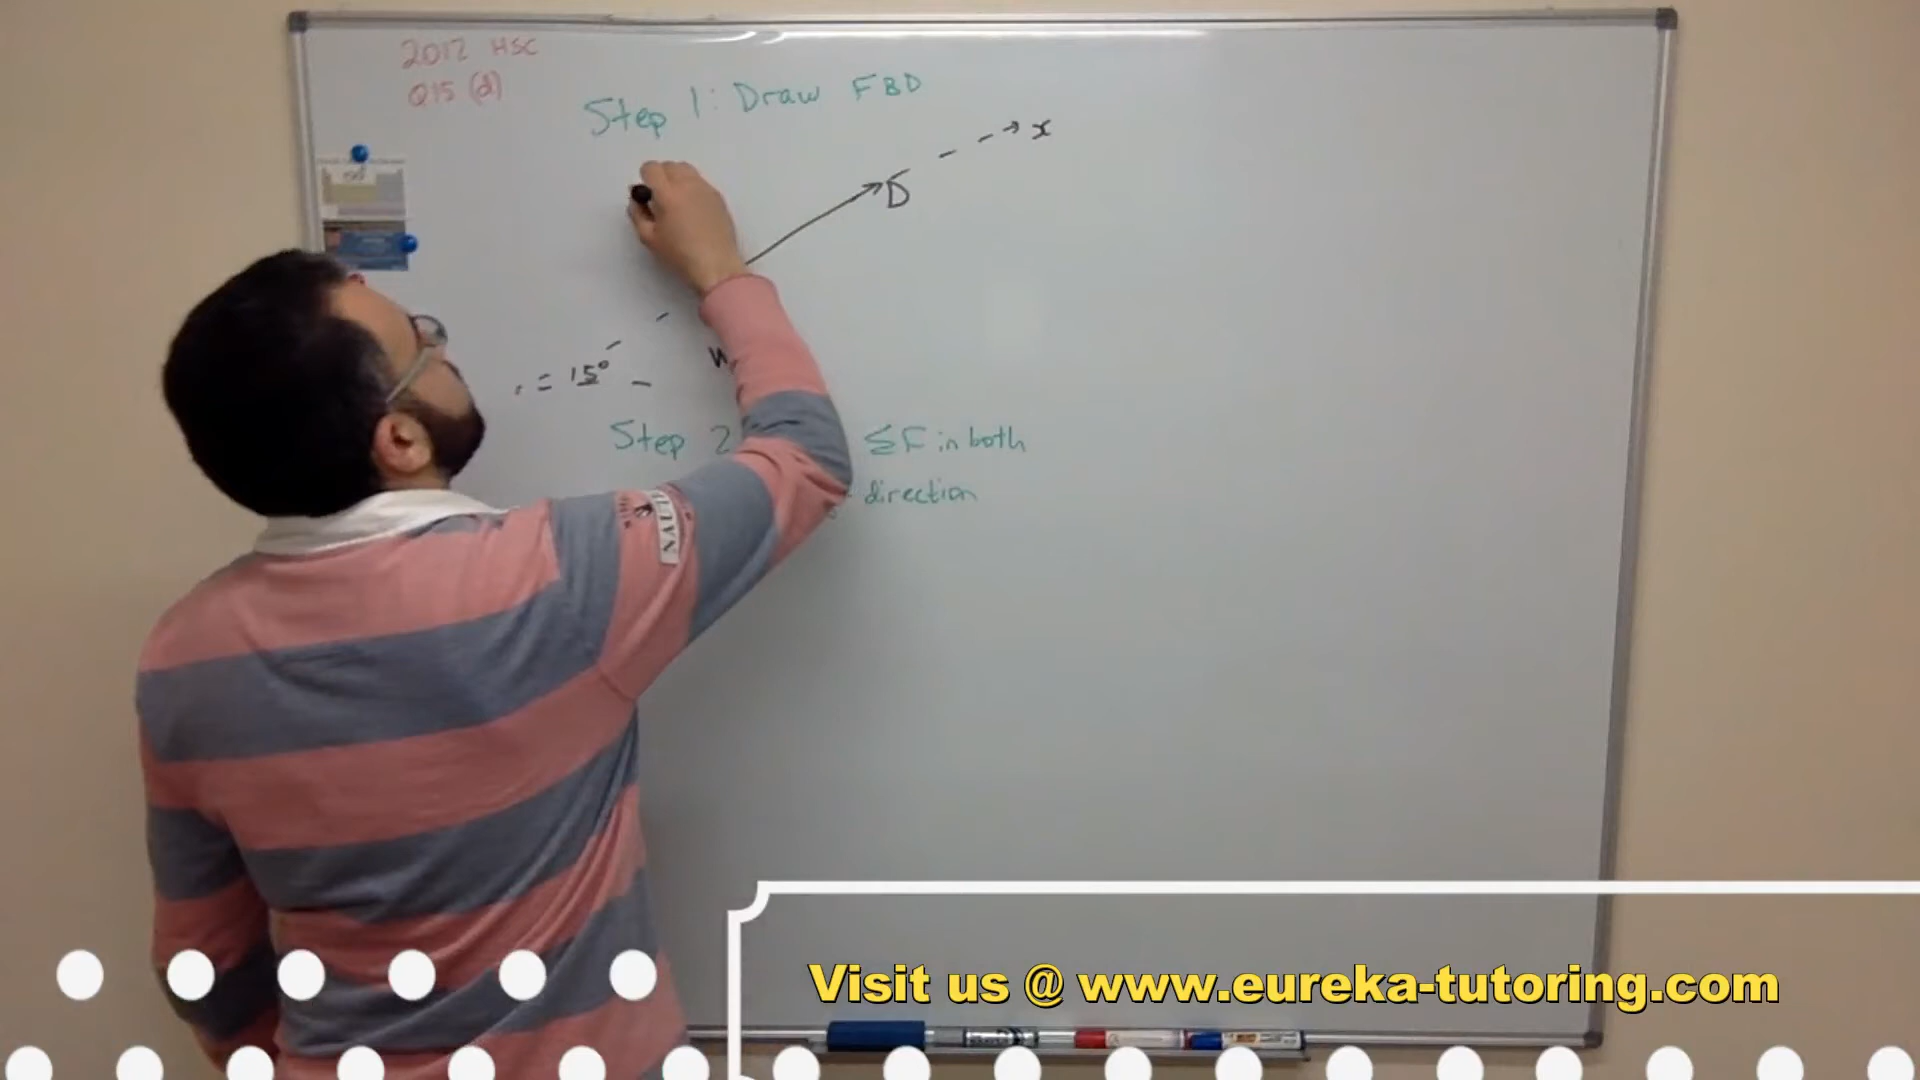 2012 HSC
Q15 (d)
Step 1: Draw FBD
x
D
= 15°
Step 2 ΣF in both
direction
NAUTI
Visit us @ www.eureka-tutoring.com